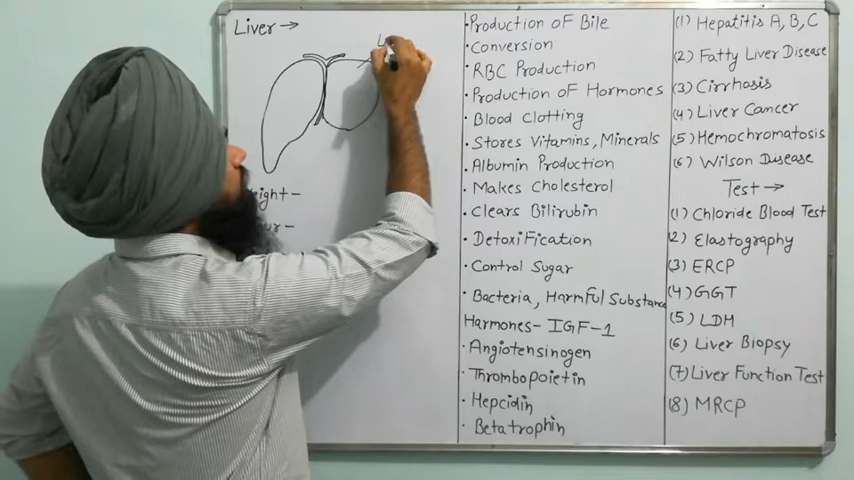 Liver →
L
ight -
ur -
• Production of Bile
• Conversion
• RBC Production
• Production of Hormones
• Blood Clotting
• Stores Vitamins, Minerals
• Albumin Production
• Makes Cholesterol
• Clears Bilirubin
• Detoxification
• Control Sugar
• Bacteria, Harmful Substance
Harmones- IGF-1
• Angiotensinogen
• Thrombopoietin
• Hepcidin
• Betatrophin
(1) Hepatitis A, B, C
(2) Fatty Liver Disease
(3) Cirrhosis
(4) Liver Cancer
(5) Hemochromatosis
(6) Wilson Disease
Test →
(1) Chloride Blood Test
(2) Elastography
(3) ERCP
(4) GGT
(5) LDM
(6) Liver Biopsy
(7) Liver Function Test
(8) MRCP